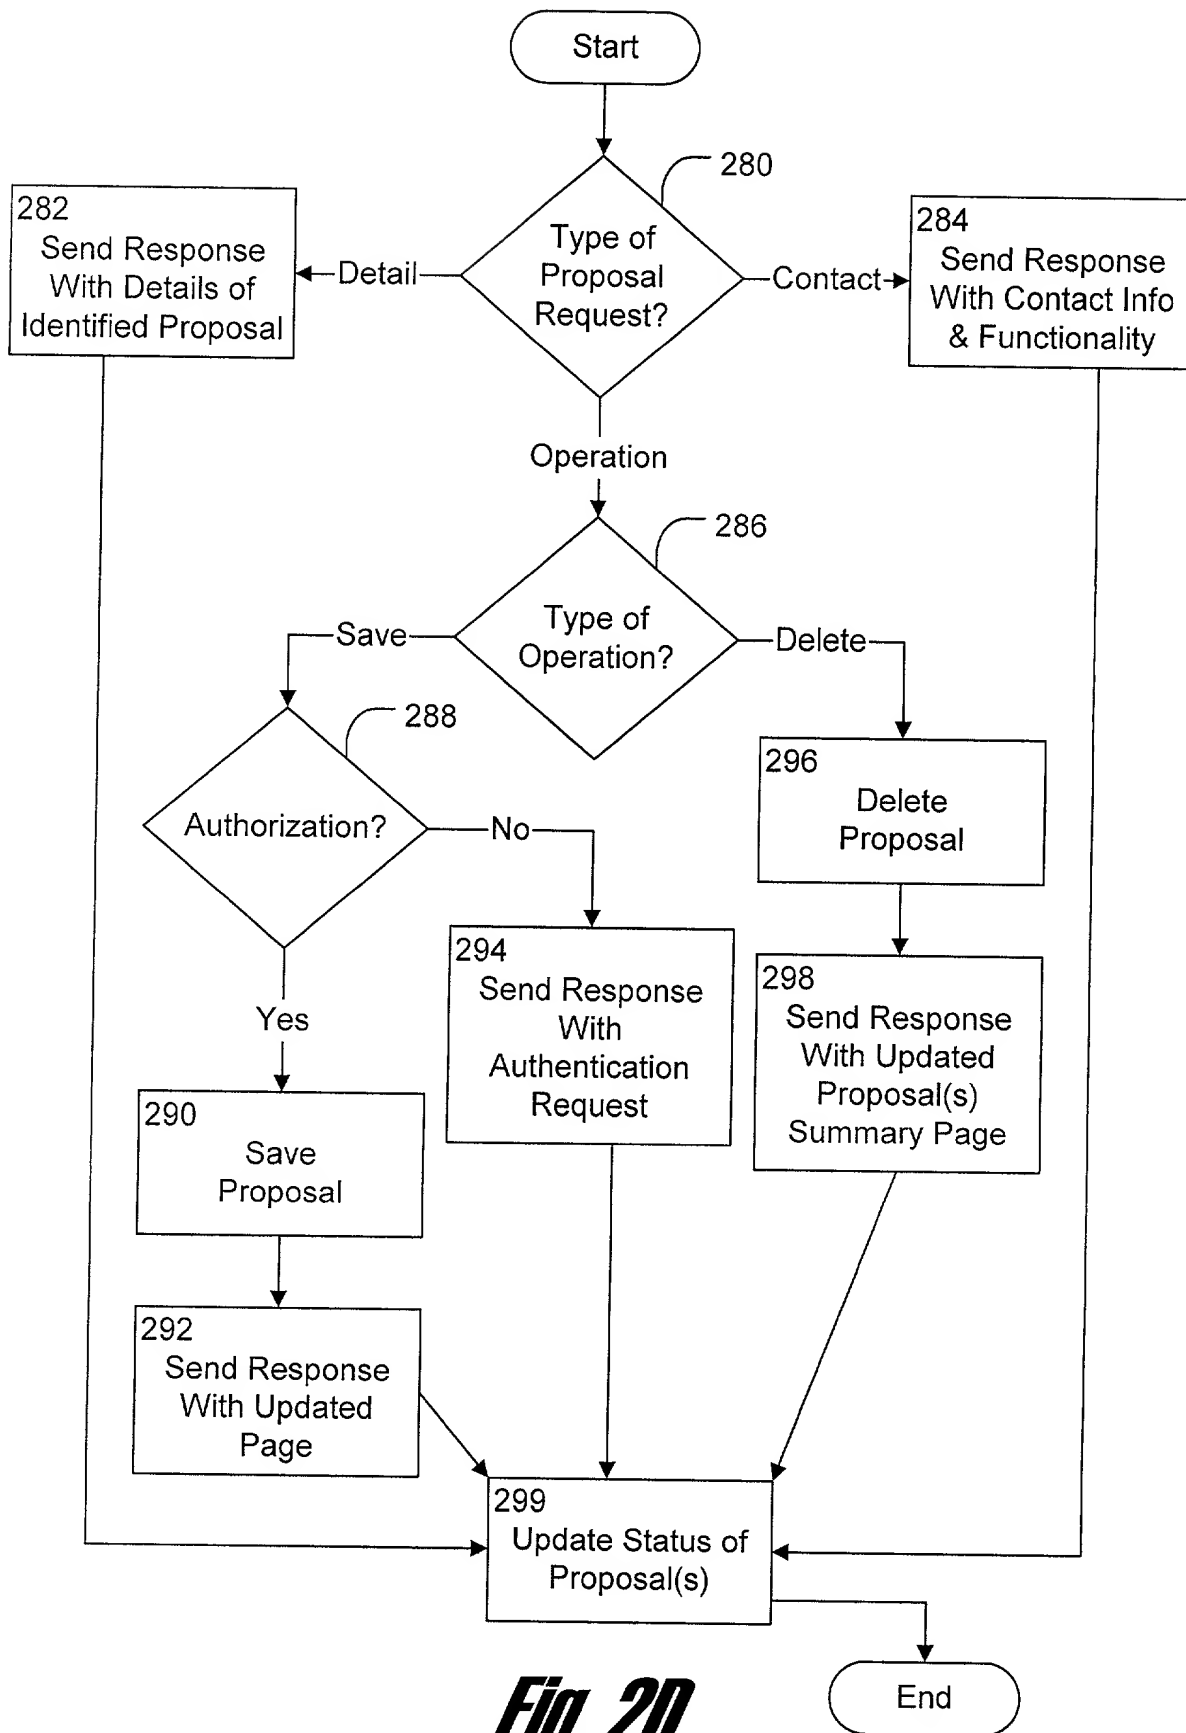 Start
280
Type of
Proposal
Request?
282
Send Response
With Details of
Identified Proposal
Detail
Contact
284
Send Response
With Contact Info
& Functionality
Operation
286
Type of
Operation?
Save
Delete
288
Authorization?
No
Yes
296
Delete
Proposal
294
Send Response
With
Authentication
Request
298
Send Response
With Updated
Proposal(s)
Summary Page
290
Save
Proposal
292
Send Response
With Updated
Page
299
Update Status of
Proposal(s)
End
Fig. 2D